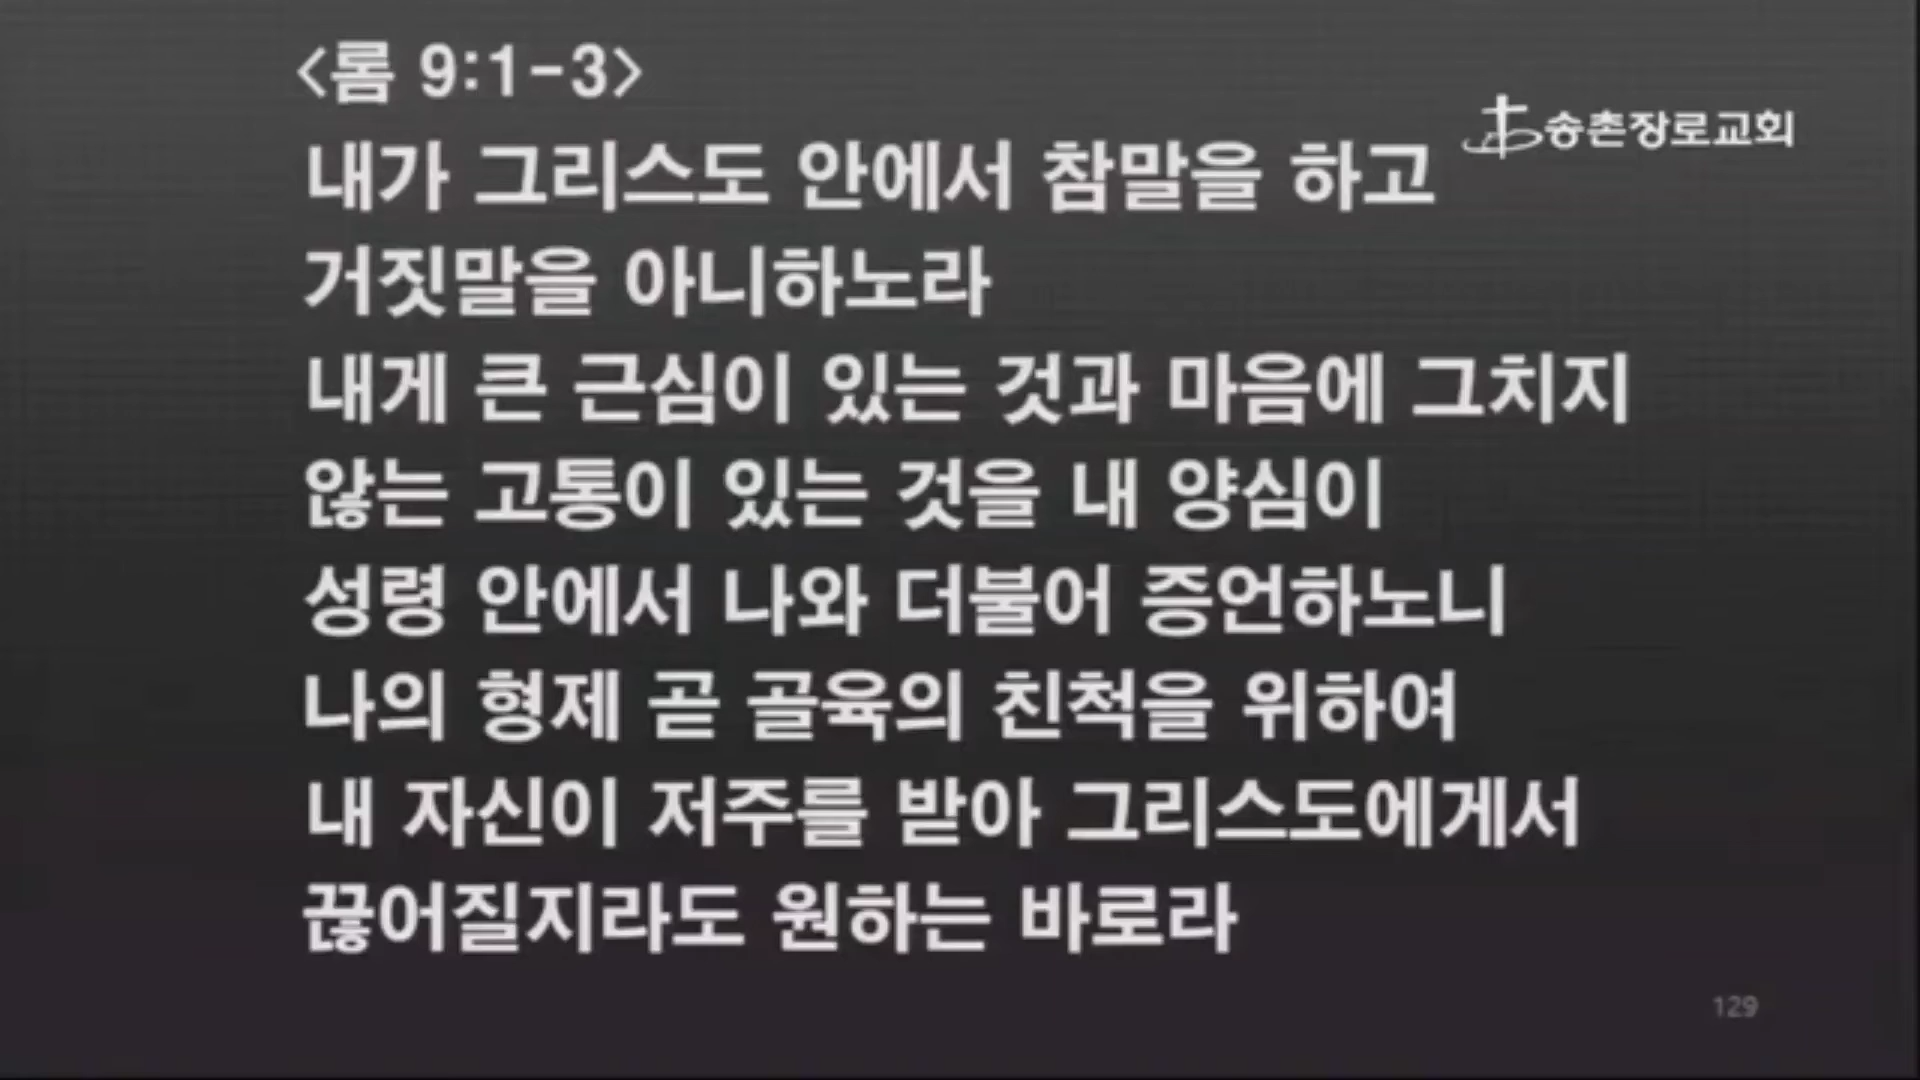 <롬 9:1-3>
송촌장로교회
내가 그리스도 안에서 참말을 하고
거짓말을 아니하노라
내게 큰 근심이 있는 것과 마음에 그치지
않는 고통이 있는 것을 내 양심이
성령 안에서 나와 더불어 증언하노니
나의 형제 곧 골육의 친척을 위하여
내 자신이 저주를 받아 그리스도에게서
끊어질지라도 원하는 바로라
129